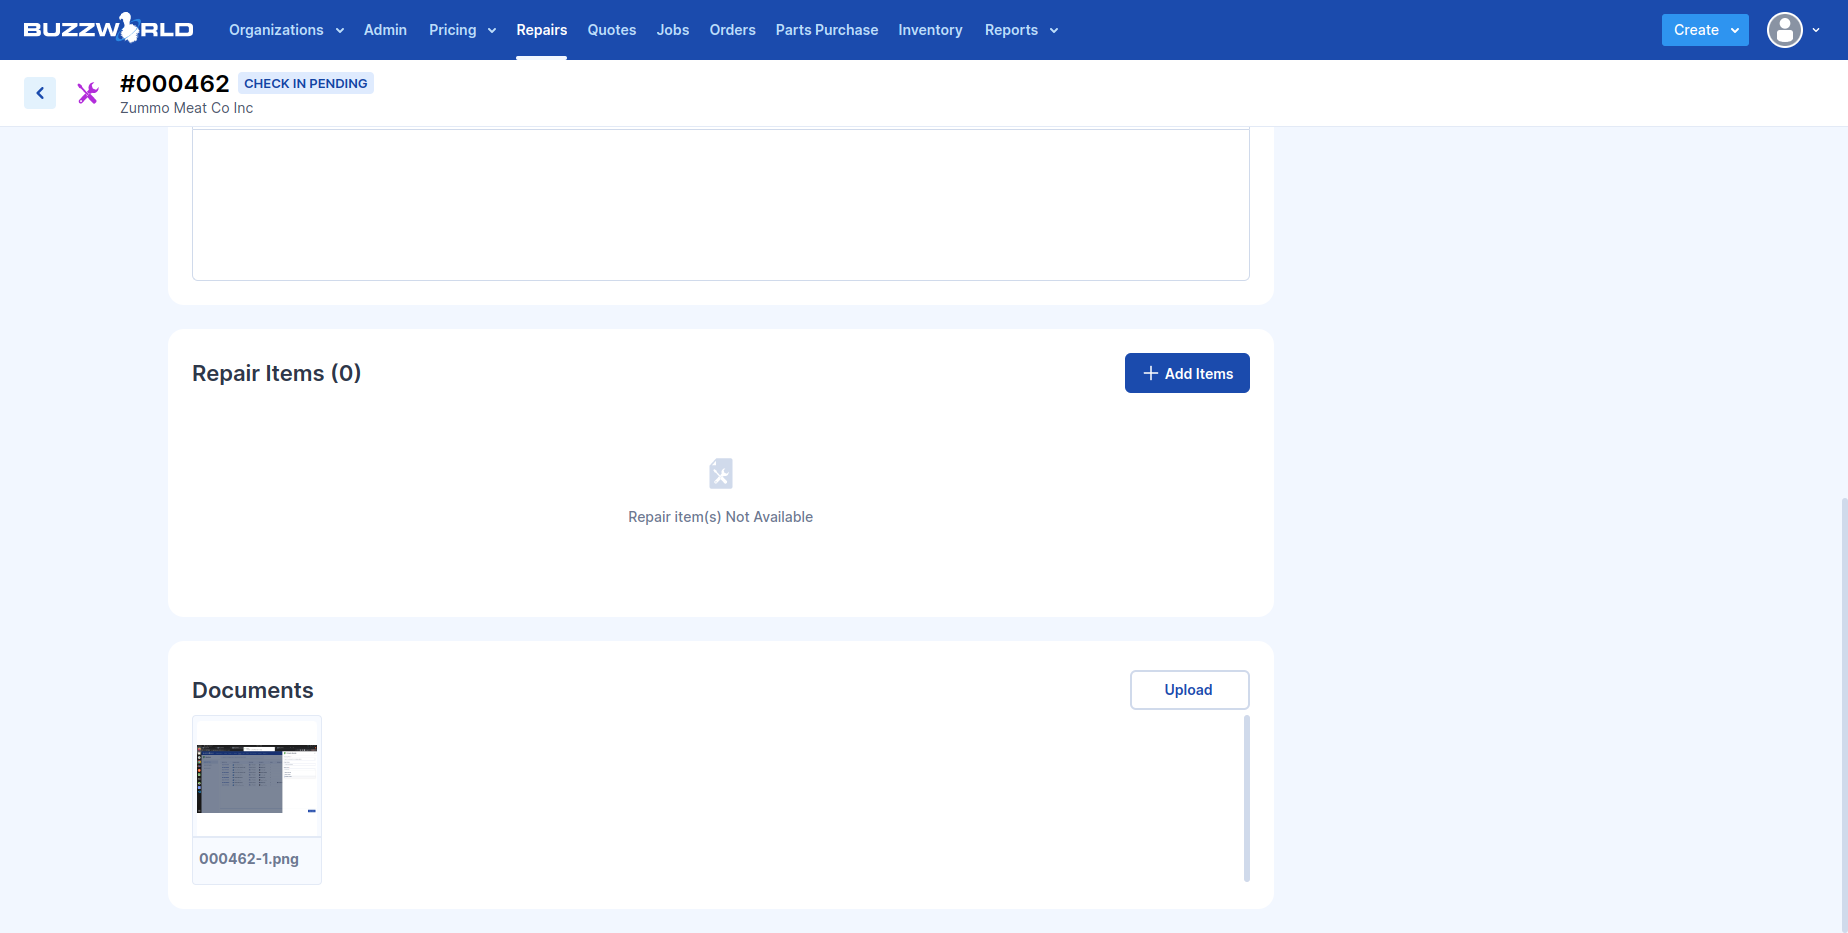 BUZZWORLD
Organizations Admin Pricing Repairs Quotes Jobs Orders Parts Purchase Inventory Reports Create
#000462 CHECK IN PENDING
Zummo Meat Co Inc
Repair Items (0)
Add Items
Repair item(s) Not Available
Documents
Upload
000462-1.png